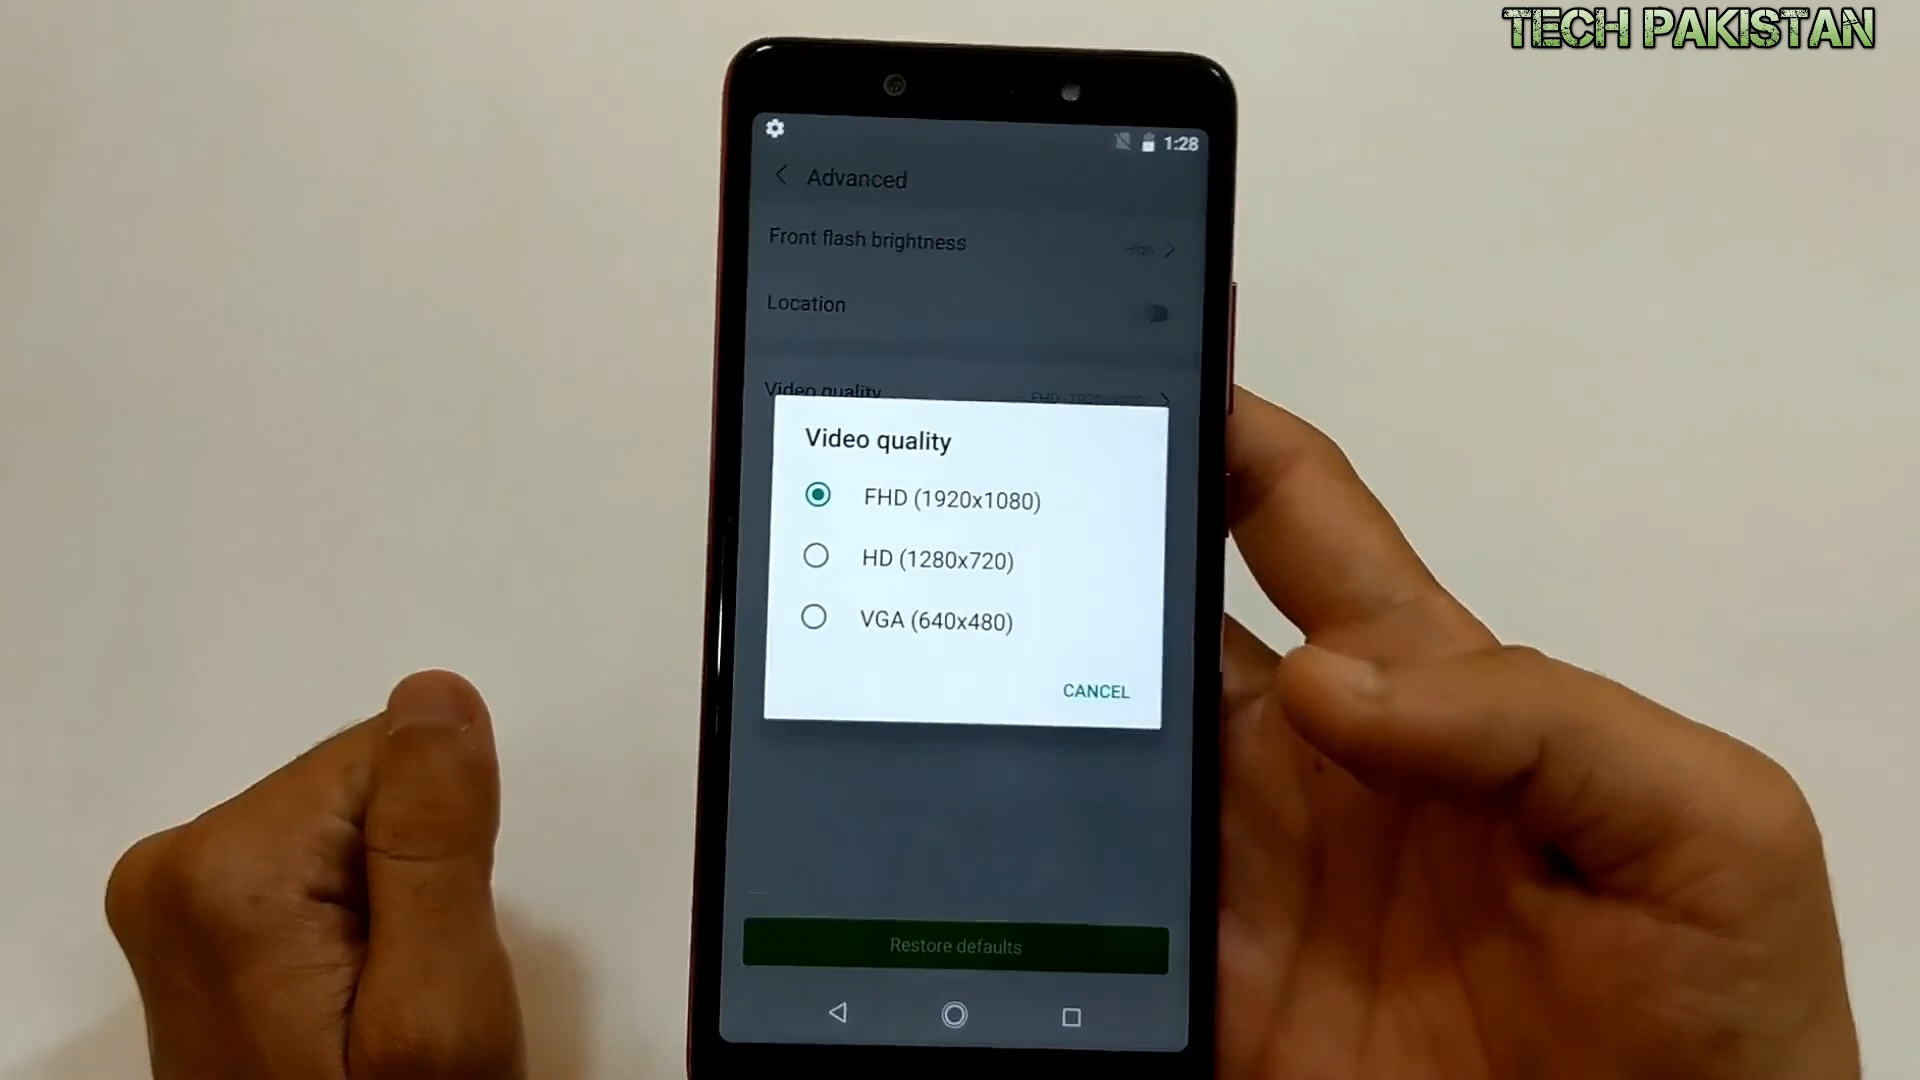 TECH PAKISTAN
1:28
Advanced
Front flash brightness
High
Location
Video quality
Video quality
FHD (1920x1080)
HD (1280x720)
VGA (640x480)
CANCEL
Restore defaults